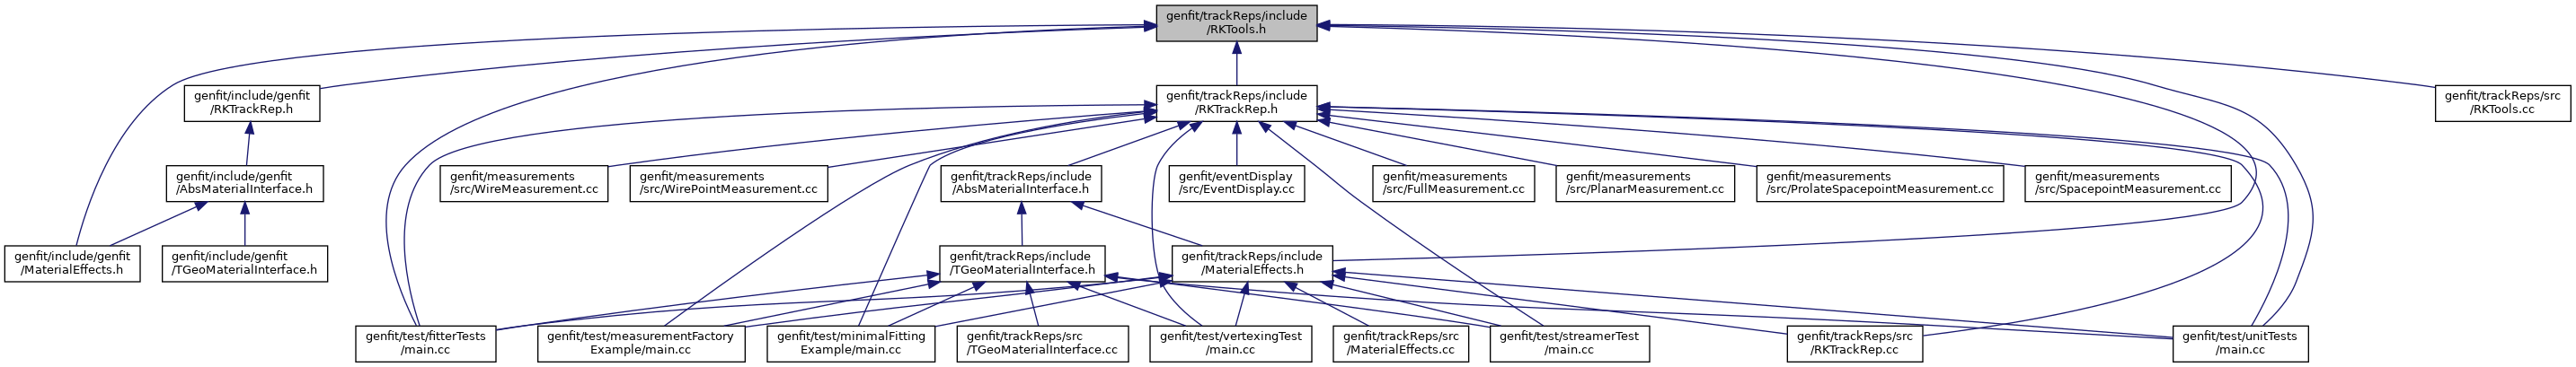 genfit/trackReps/include
/RKTools.h
genfit/include/genfit
/RKTrackRep.h
genfit/trackReps/include
/RKTrackRep.h
genfit/trackReps/src
/RKTools.cc
genfit/include/genfit
/AbsMaterialInterface.h
genfit/measurements
/src/WireMeasurement.cc
genfit/measurements
/src/WirePointMeasurement.cc
genfit/trackReps/include
/AbsMaterialInterface.h
genfit/eventDisplay
/src/EventDisplay.cc
genfit/measurements
/src/FullMeasurement.cc
genfit/measurements
/src/PlanarMeasurement.cc
genfit/measurements
/src/ProlateSpacepointMeasurement.cc
genfit/measurements
/src/SpacepointMeasurement.cc
genfit/include/genfit
/MaterialEffects.h
genfit/include/genfit
/TGeoMaterialInterface.h
genfit/trackReps/include
/TGeoMaterialInterface.h
genfit/trackReps/include
/MaterialEffects.h
genfit/test/fitterTests
/main.cc
genfit/test/measurementFactory
Example/main.cc
genfit/test/minimalFitting
Example/main.cc
genfit/trackReps/src
/TGeoMaterialInterface.cc
genfit/test/vertexingTest
/main.cc
genfit/trackReps/src
/MaterialEffects.cc
genfit/test/streamerTest
/main.cc
genfit/trackReps/src
/RKTrackRep.cc
genfit/test/unitTests
/main.cc